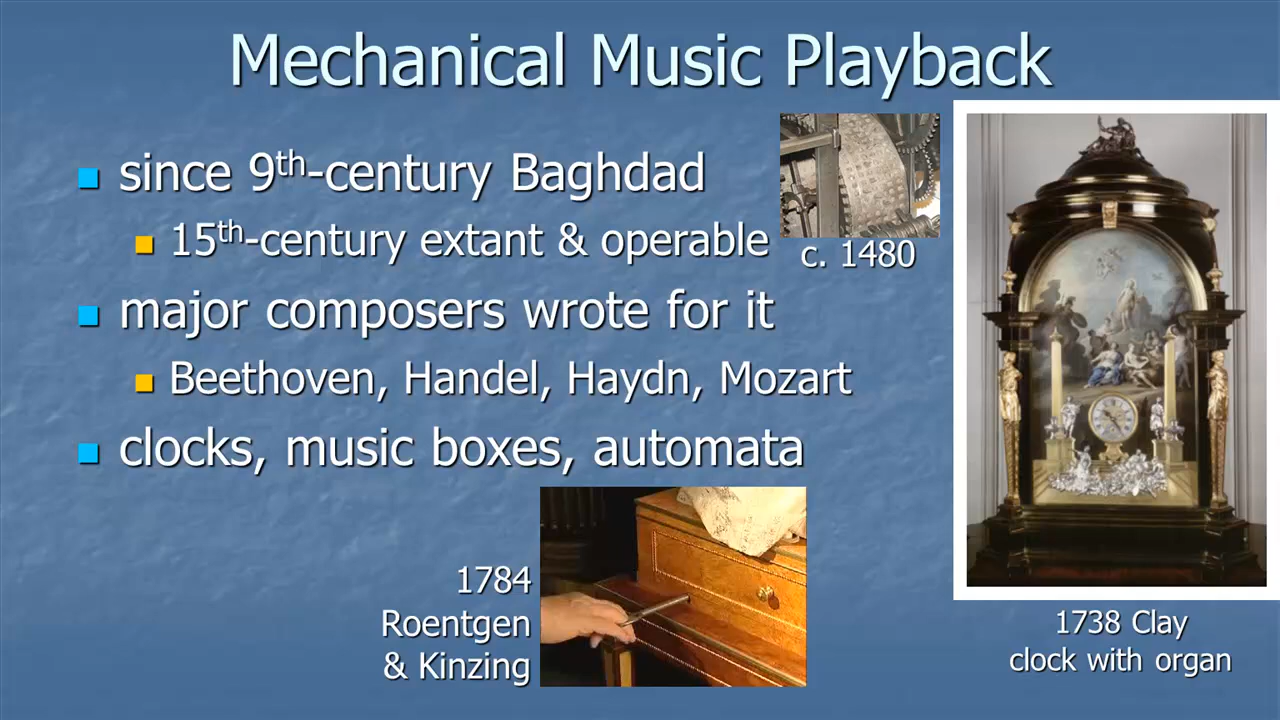 Mechanical Music Playback
since 9th-century Baghdad
15th-century extant & operable
c. 1480
major composers wrote for it
Beethoven, Handel, Haydn, Mozart
clocks, music boxes, automata
1784
Roentgen
& Kinzing
1738 Clay
clock with organ